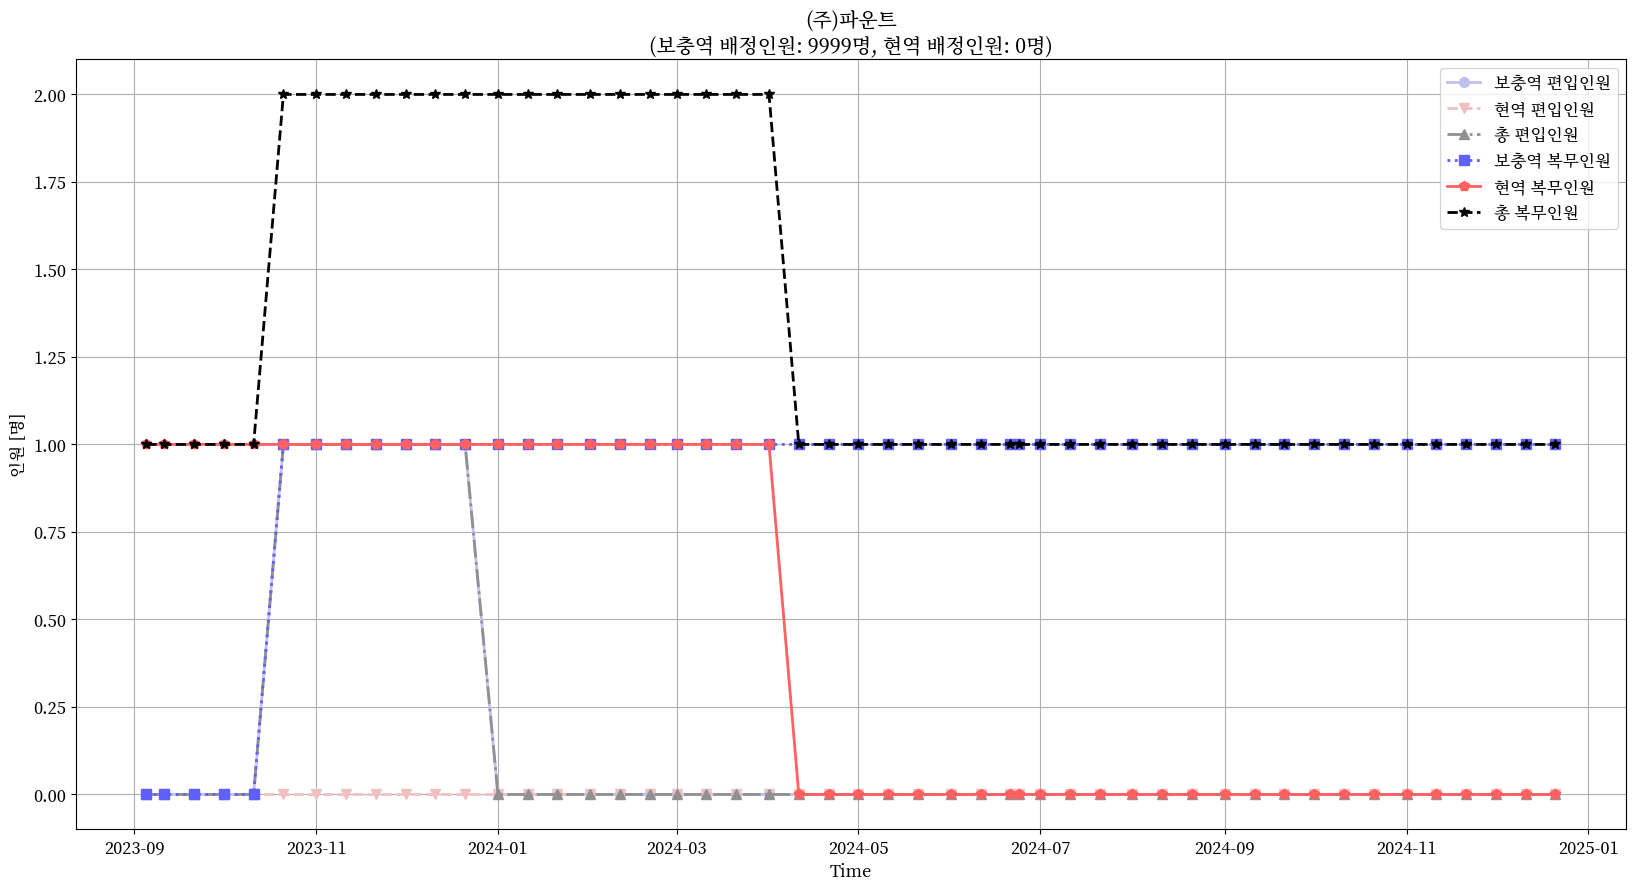 (주)파운트
(보충역 배정인원: 9999명, 현역 배정인원: 0명)
보충역 편입인원
현역 편입인원
총 편입인원
보충역 복무인원
현역 복무인원
총 복무인원
인원 [명]
2.00
1.75
1.50
1.25
1.00
0.75
0.50
0.25
0.00
2023-09 2023-11 2024-01 2024-03 2024-05 2024-07 2024-09 2024-11 2025-01
Time